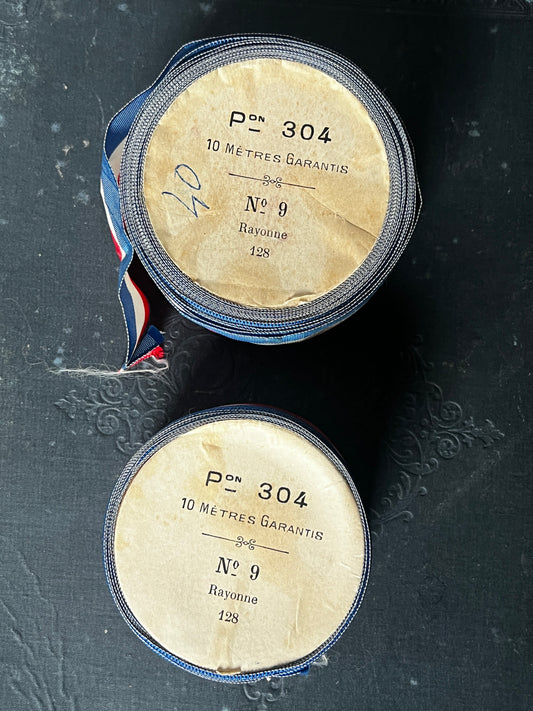 Pᴼᴺ 304
10 MÈTRES GARANTIS
Nº 9
Rayonne
128
40
Pᴼᴺ 304
10 MÈTRES GARANTIS
Nº 9
Rayonne
128